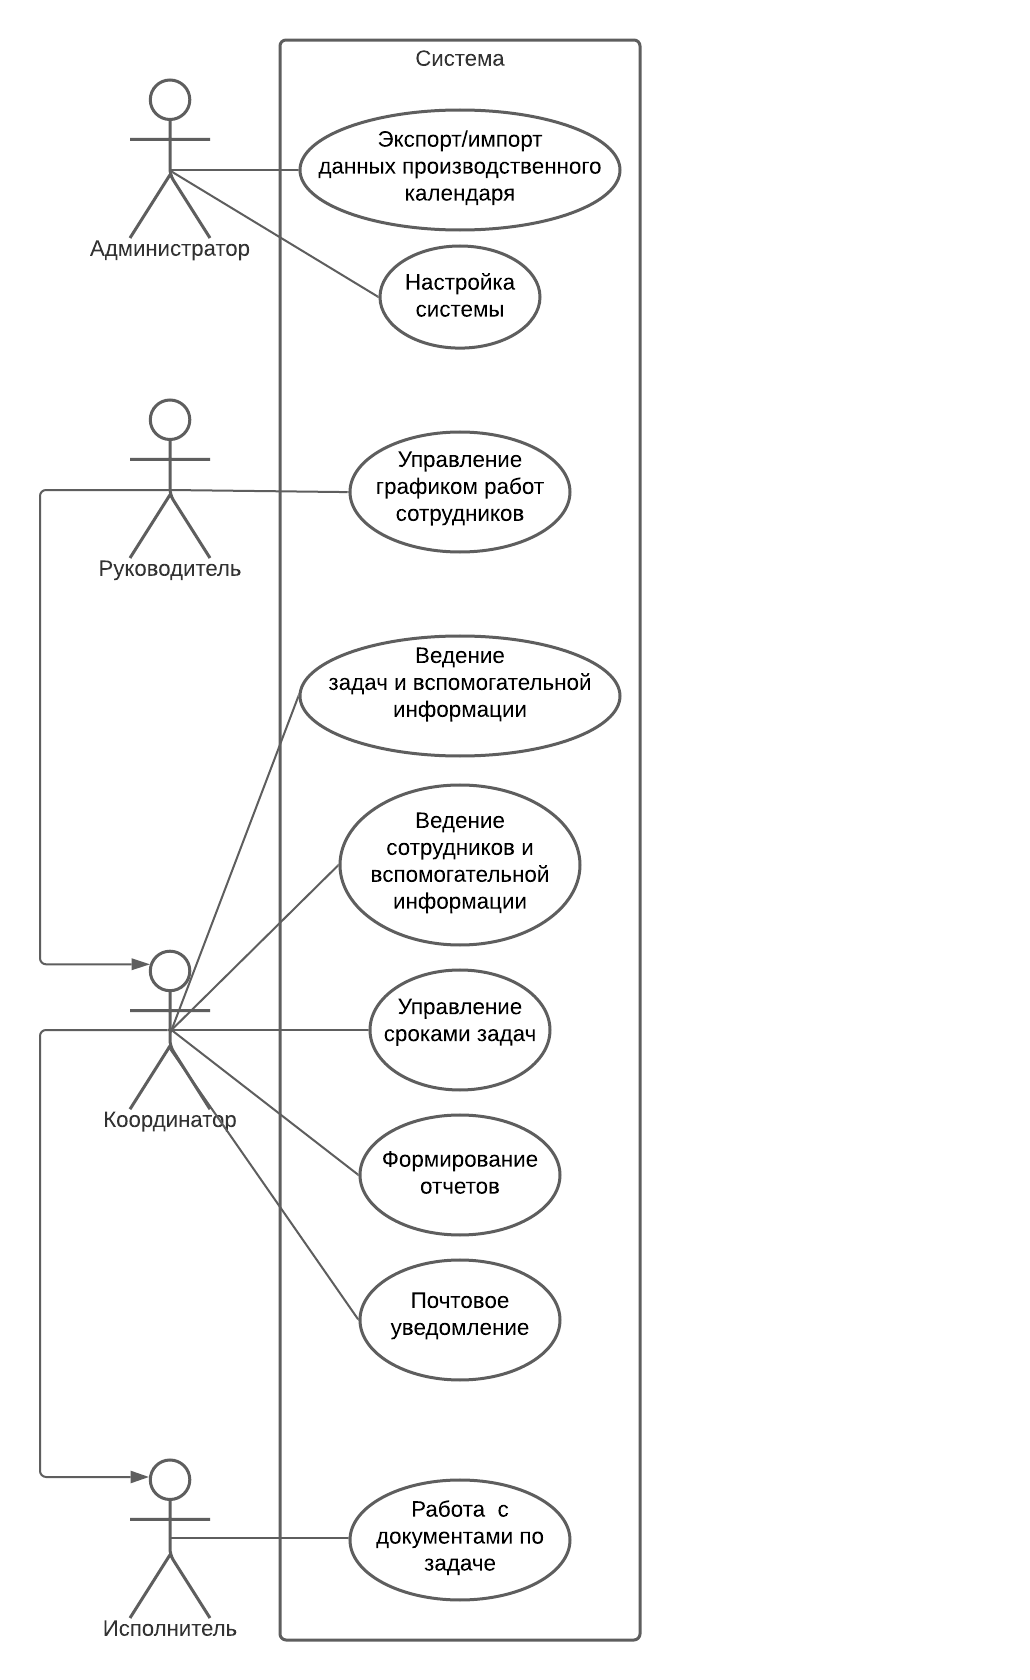 Система
Экспорт/импорт
данных производственного
календаря
Администратор
Настройка
системы
Управление
графиком работ
сотрудников
Руководитель
Ведение
задач и вспомогательной
информации
Ведение
сотрудников и
вспомогательной
информации
Управление
сроками задач
Координатор
Формирование
отчетов
Почтовое
уведомление
Работа с
документами по
задаче
Исполнитель